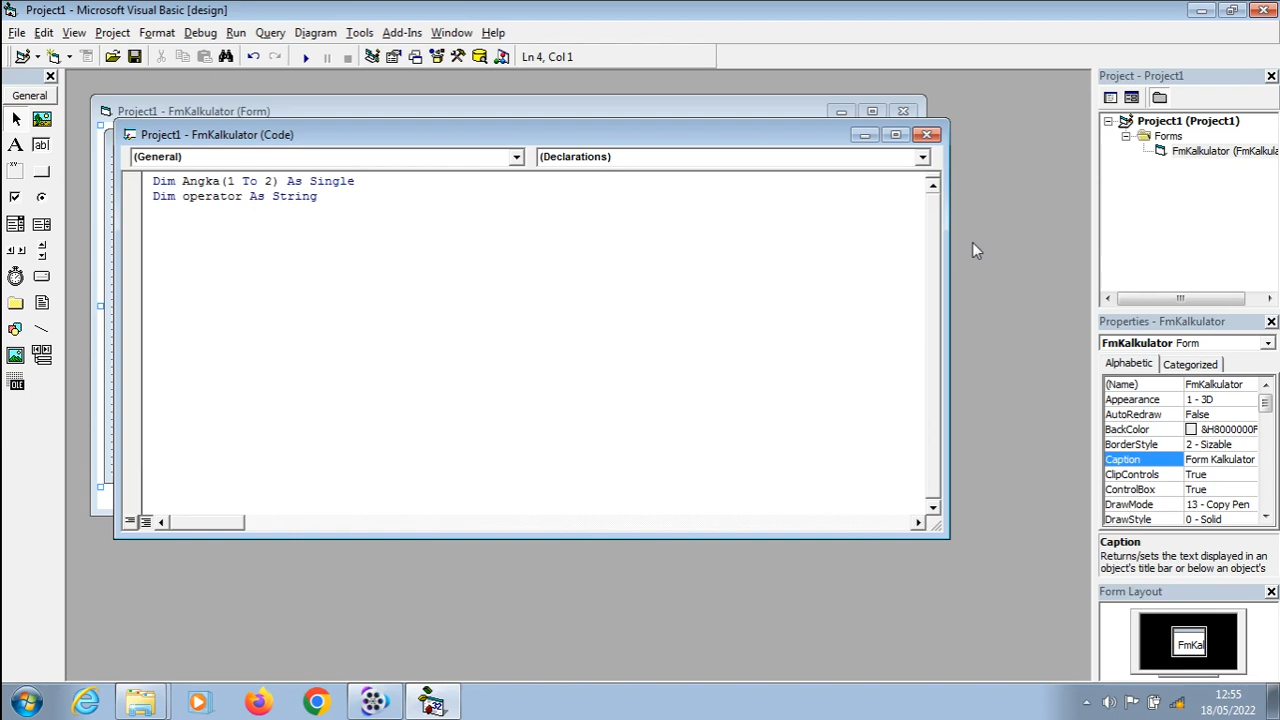 Project1 - Microsoft Visual Basic [design]
File Edit View Project Format Debug Run Query Diagram Tools Add-Ins Window Help
Ln 4, Col 1
General
Project1 - FmKalkulator (Form)
Project1 - FmKalkulator (Code)
(General) (Declarations)
Dim Angka(1 To 2) As Single
Dim operator As String
Project - Project1
Project1 (Project1)
Forms
FmKalkulator (FmKalkula
Properties - FmKalkulator
FmKalkulator Form
Alphabetic Categorized
(Name) FmKalkulator
Appearance 1 - 3D
AutoRedraw False
BackColor &H8000000F
BorderStyle 2 - Sizable
Caption Form Kalkulator
ClipControls True
ControlBox True
DrawMode 13 - Copy Pen
DrawStyle 0 - Solid
Caption
Returns/sets the text displayed in an
object's title bar or below an object's
Form Layout
FmKal
12:55
18/05/2022